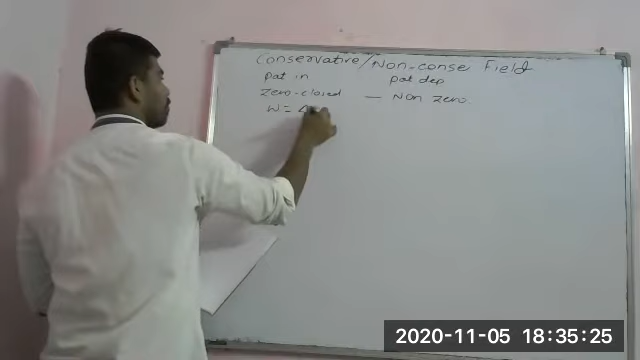 Conservative/Non-conse Field
pat in pat dep
zero-closed — Non zero.
W =
2020-11-05 18:35:25